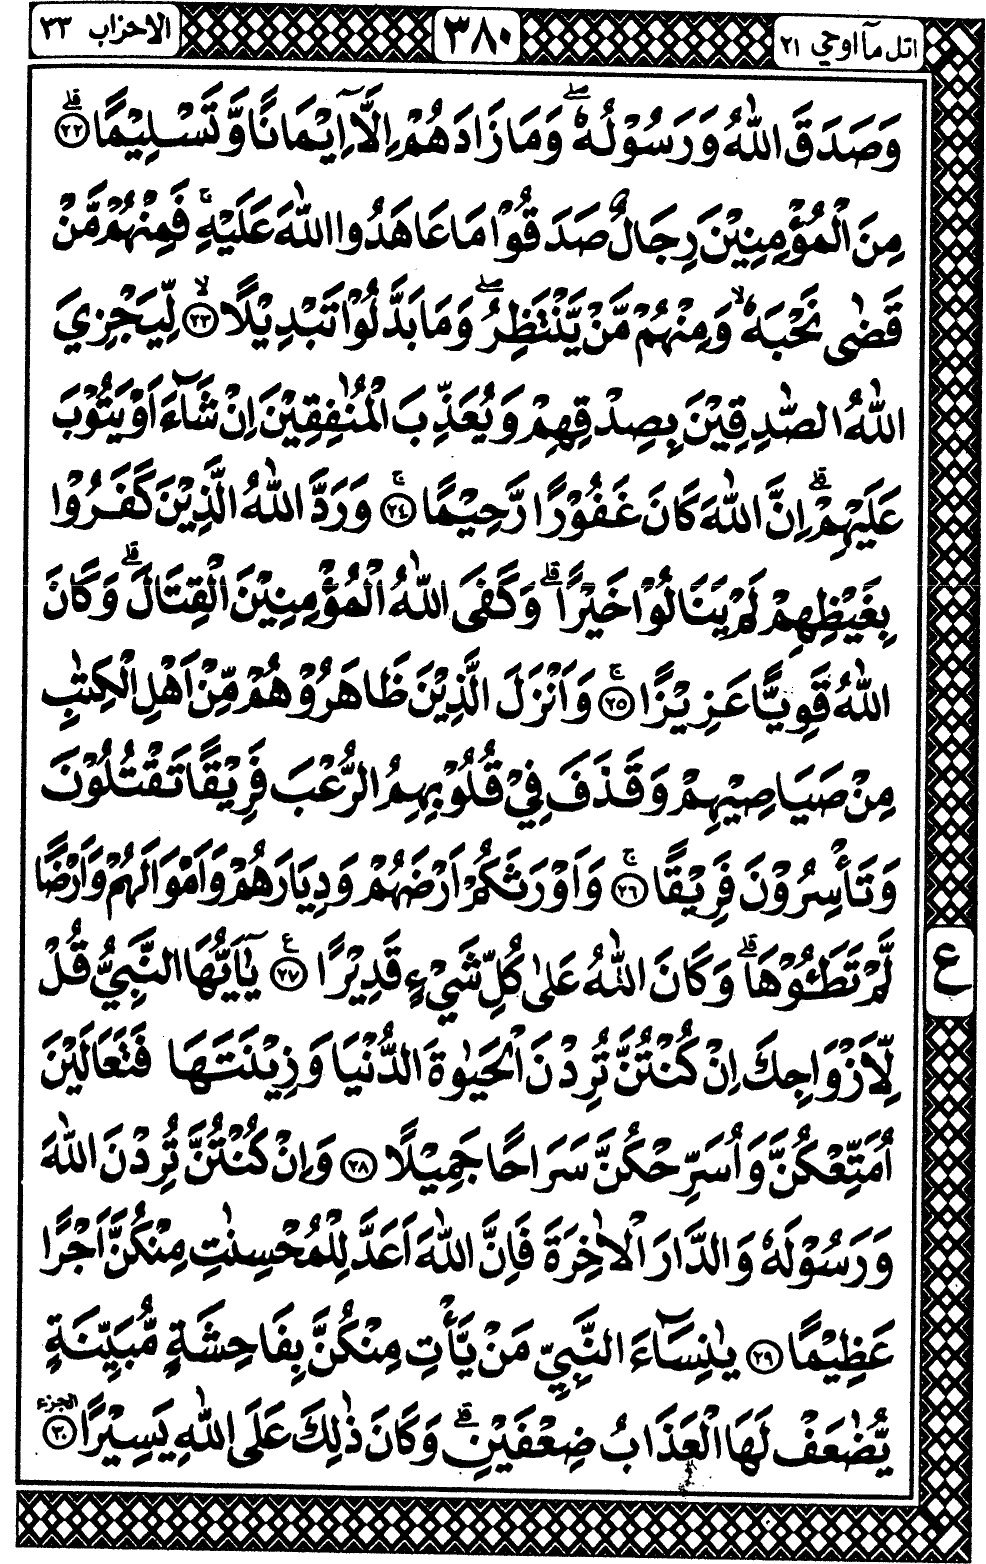 اتل مآ اوحي ٢١ ٣٨٠ الاحزاب ٣٣
وَصَدَقَ اللّٰهُ وَرَسُوْلُهٗ ۖ وَمَا زَادَهُمْ اِلَّاۤ اِيْمَانًا وَّتَسْلِيْمًا ۗ ﴿٢٢﴾
مِنَ الْمُؤْمِنِيْنَ رِجَالٌ صَدَقُوْا مَا عَاهَدُوا اللّٰهَ عَلَيْهِ ۚ فَمِنْهُمْ مَّنْ
قَضٰى نَحْبَهٗ ۙ وَمِنْهُمْ مَّنْ يَّنْتَظِرُ ۖ وَمَا بَدَّلُوْا تَبْدِيْلًا ۙ ﴿٢٣﴾ لِّيَجْزِيَ
اللّٰهُ الصّٰدِقِيْنَ بِصِدْقِهِمْ وَيُعَذِّبَ الْمُنٰفِقِيْنَ اِنْ شَآءَ اَوْ يَتُوْبَ
عَلَيْهِمْ ۗ اِنَّ اللّٰهَ كَانَ غَفُوْرًا رَّحِيْمًا ۚ ﴿٢٤﴾ وَرَدَّ اللّٰهُ الَّذِيْنَ كَفَرُوْا
بِغَيْظِهِمْ لَمْ يَنَالُوْا خَيْرًا ۗ وَكَفَى اللّٰهُ الْمُؤْمِنِيْنَ الْقِتَالَ ۗ وَكَانَ
اللّٰهُ قَوِيًّا عَزِيْزًا ۚ ﴿٢٥﴾ وَاَنْزَلَ الَّذِيْنَ ظَاهَرُوْهُمْ مِّنْ اَهْلِ الْكِتٰبِ
مِنْ صَيَاصِيْهِمْ وَقَذَفَ فِيْ قُلُوْبِهِمُ الرُّعْبَ فَرِيْقًا تَقْتُلُوْنَ
وَتَأْسِرُوْنَ فَرِيْقًا ۚ ﴿٢٦﴾ وَاَوْرَثَكُمْ اَرْضَهُمْ وَدِيَارَهُمْ وَاَمْوَالَهُمْ وَاَرْضًا
لَّمْ تَطَـُٔوْهَا ۗ وَكَانَ اللّٰهُ عَلٰى كُلِّ شَيْءٍ قَدِيْرًا ﴿٢٧﴾ ع يٰۤاَيُّهَا النَّبِيُّ قُلْ
ع
لِّاَزْوَاجِكَ اِنْ كُنْتُنَّ تُرِدْنَ الْحَيٰوةَ الدُّنْيَا وَزِيْنَتَهَا فَتَعَالَيْنَ
اُمَتِّعْكُنَّ وَاُسَرِّحْكُنَّ سَرَاحًا جَمِيْلًا ﴿٢٨﴾ وَاِنْ كُنْتُنَّ تُرِدْنَ اللّٰهَ
وَرَسُوْلَهٗ وَالدَّارَ الْاٰخِرَةَ فَاِنَّ اللّٰهَ اَعَدَّ لِلْمُحْسِنٰتِ مِنْكُنَّ اَجْرًا
عَظِيْمًا ﴿٢٩﴾ يٰنِسَآءَ النَّبِيِّ مَنْ يَّأْتِ مِنْكُنَّ بِفَاحِشَةٍ مُّبَيِّنَةٍ
يُّضٰعَفْ لَهَا الْعَذَابُ ضِعْفَيْنِ ۗ وَكَانَ ذٰلِكَ عَلَى اللّٰهِ يَسِيْرًا ﴿٣٠﴾ الجزء